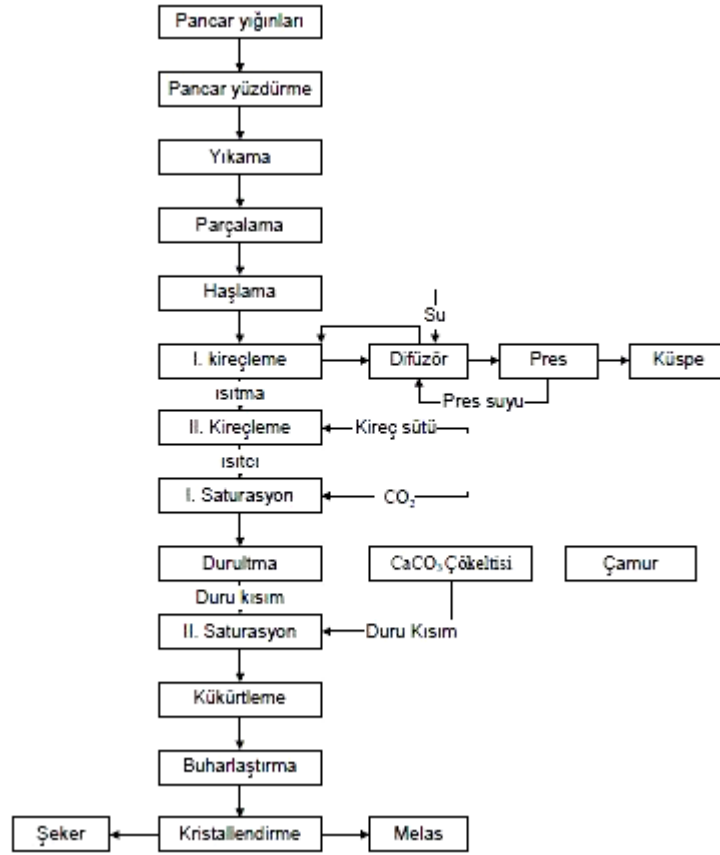 Pancar yığınları
Pancar yüzdürme
Yıkama
Parçalama
Haşlama
Su
I. kireçleme
Difüzör
Pres
Küspe
ısıtma
Pres suyu
II. Kireçleme
Kireç sütü
ısıtcı
I. Saturasyon
CO₂
Durultma
CaCO₃ Çökeltisi
Çamur
Duru kısım
II. Saturasyon
Duru Kısım
Kükürtleme
Buharlaştırma
Şeker
Kristallendirme
Melas